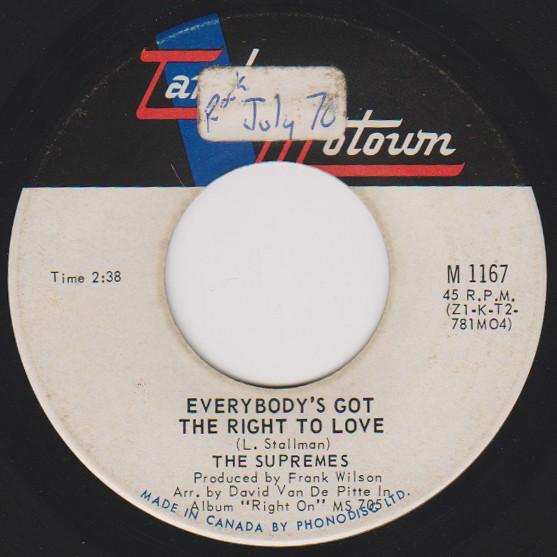 Tamla
July 70
Motown
Time 2:38
M 1167
45 R.P.M.
(Z1-K-T2-
781MO4)
EVERYBODY'S GOT
THE RIGHT TO LOVE
(L. Stallman)
THE SUPREMES
Produced by Frank Wilson
Arr. by David Van De Pitte In
Album "Right On" MS 705
MADE IN CANADA BY PHONODISC LTD.